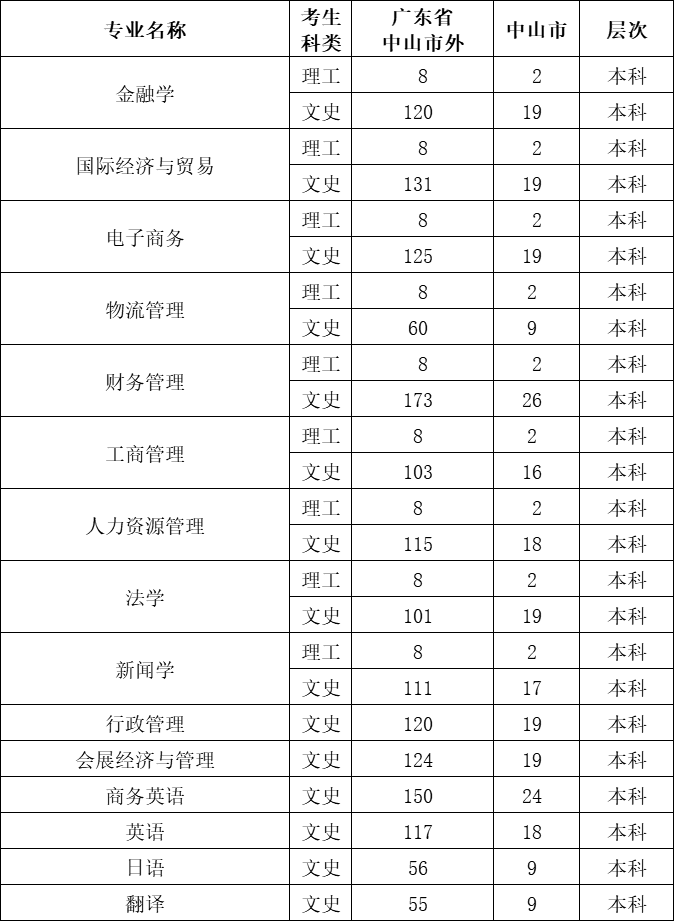 专业名称 考生科类 广东省中山市外 中山市 层次
金融学 理工 8 2 本科
文史 120 19 本科
国际经济与贸易 理工 8 2 本科
文史 131 19 本科
电子商务 理工 8 2 本科
文史 125 19 本科
物流管理 理工 8 2 本科
文史 60 9 本科
财务管理 理工 8 2 本科
文史 173 26 本科
工商管理 理工 8 2 本科
文史 103 16 本科
人力资源管理 理工 8 2 本科
文史 115 18 本科
法学 理工 8 2 本科
文史 101 19 本科
新闻学 理工 8 2 本科
文史 111 17 本科
行政管理 文史 120 19 本科
会展经济与管理 文史 124 19 本科
商务英语 文史 150 24 本科
英语 文史 117 18 本科
日语 文史 56 9 本科
翻译 文史 55 9 本科